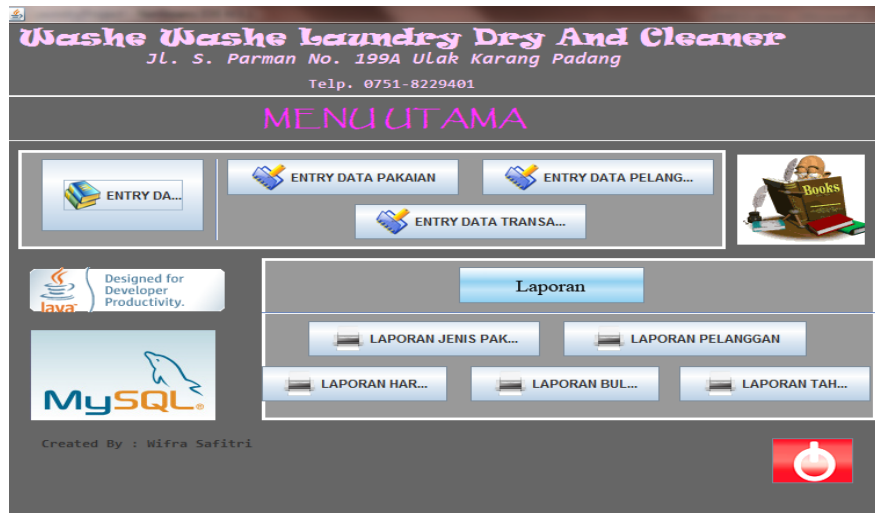 Washe Washe Laundry Dry And Cleaner
Jl. S. Parman No. 199A Ulak Karang Padang
Telp. 0751-8229401
MENU UTAMA
ENTRY DA...
ENTRY DATA PAKAIAN
ENTRY DATA PELANG...
ENTRY DATA TRANSA...
Books
Java
Designed for
Developer
Productivity.
Laporan
LAPORAN JENIS PAK...
LAPORAN PELANGGAN
MySQL
LAPORAN HAR...
LAPORAN BUL...
LAPORAN TAH...
Created By : Wifra Safitri